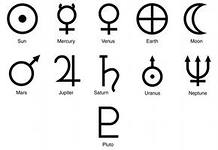 Sun Mercury Venus Earth Moon
Mars Jupiter Saturn Uranus Neptune
Pluto